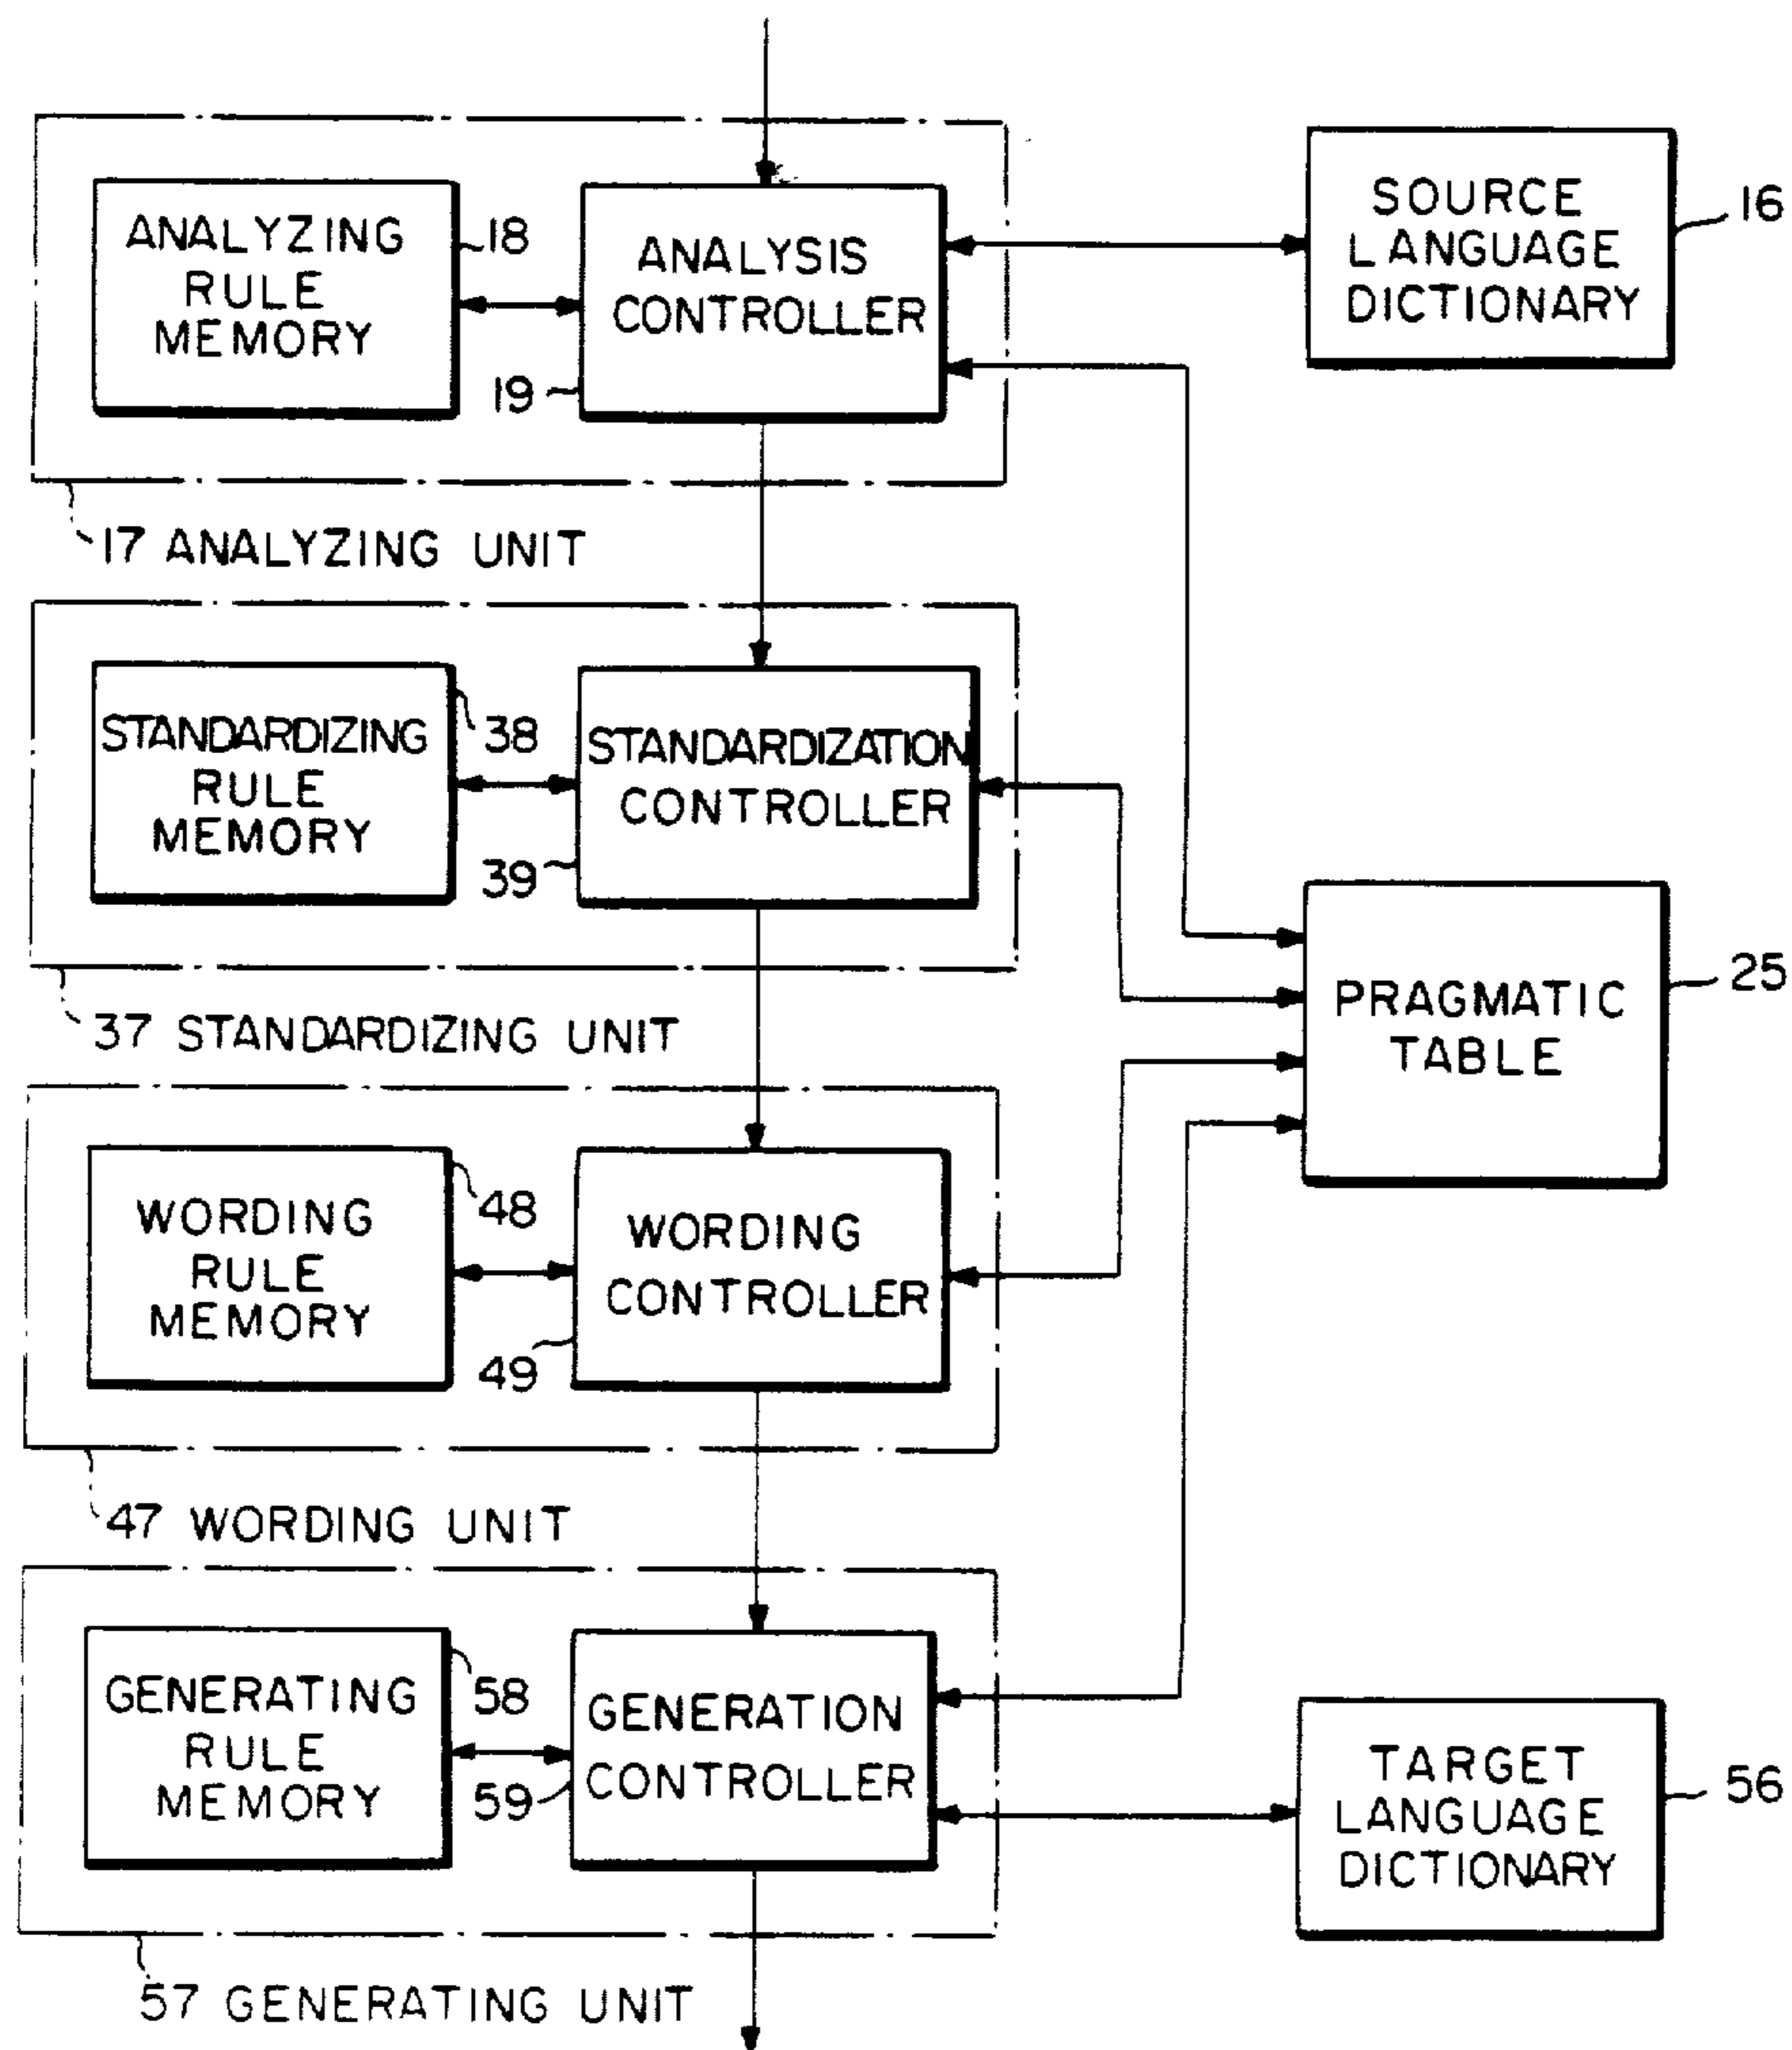 ANALYZING
RULE
MEMORY
18
ANALYSIS
CONTROLLER
19
SOURCE
LANGUAGE
DICTIONARY
16
17 ANALYZING UNIT
STANDARDIZING
RULE
MEMORY
38
STANDARDIZATION
CONTROLLER
39
37 STANDARDIZING UNIT
PRAGMATIC
TABLE
25
WORDING
RULE
MEMORY
48
WORDING
CONTROLLER
49
47 WORDING UNIT
GENERATING
RULE
MEMORY
58
GENERATION
CONTROLLER
59
TARGET
LANGUAGE
DICTIONARY
56
57 GENERATING UNIT